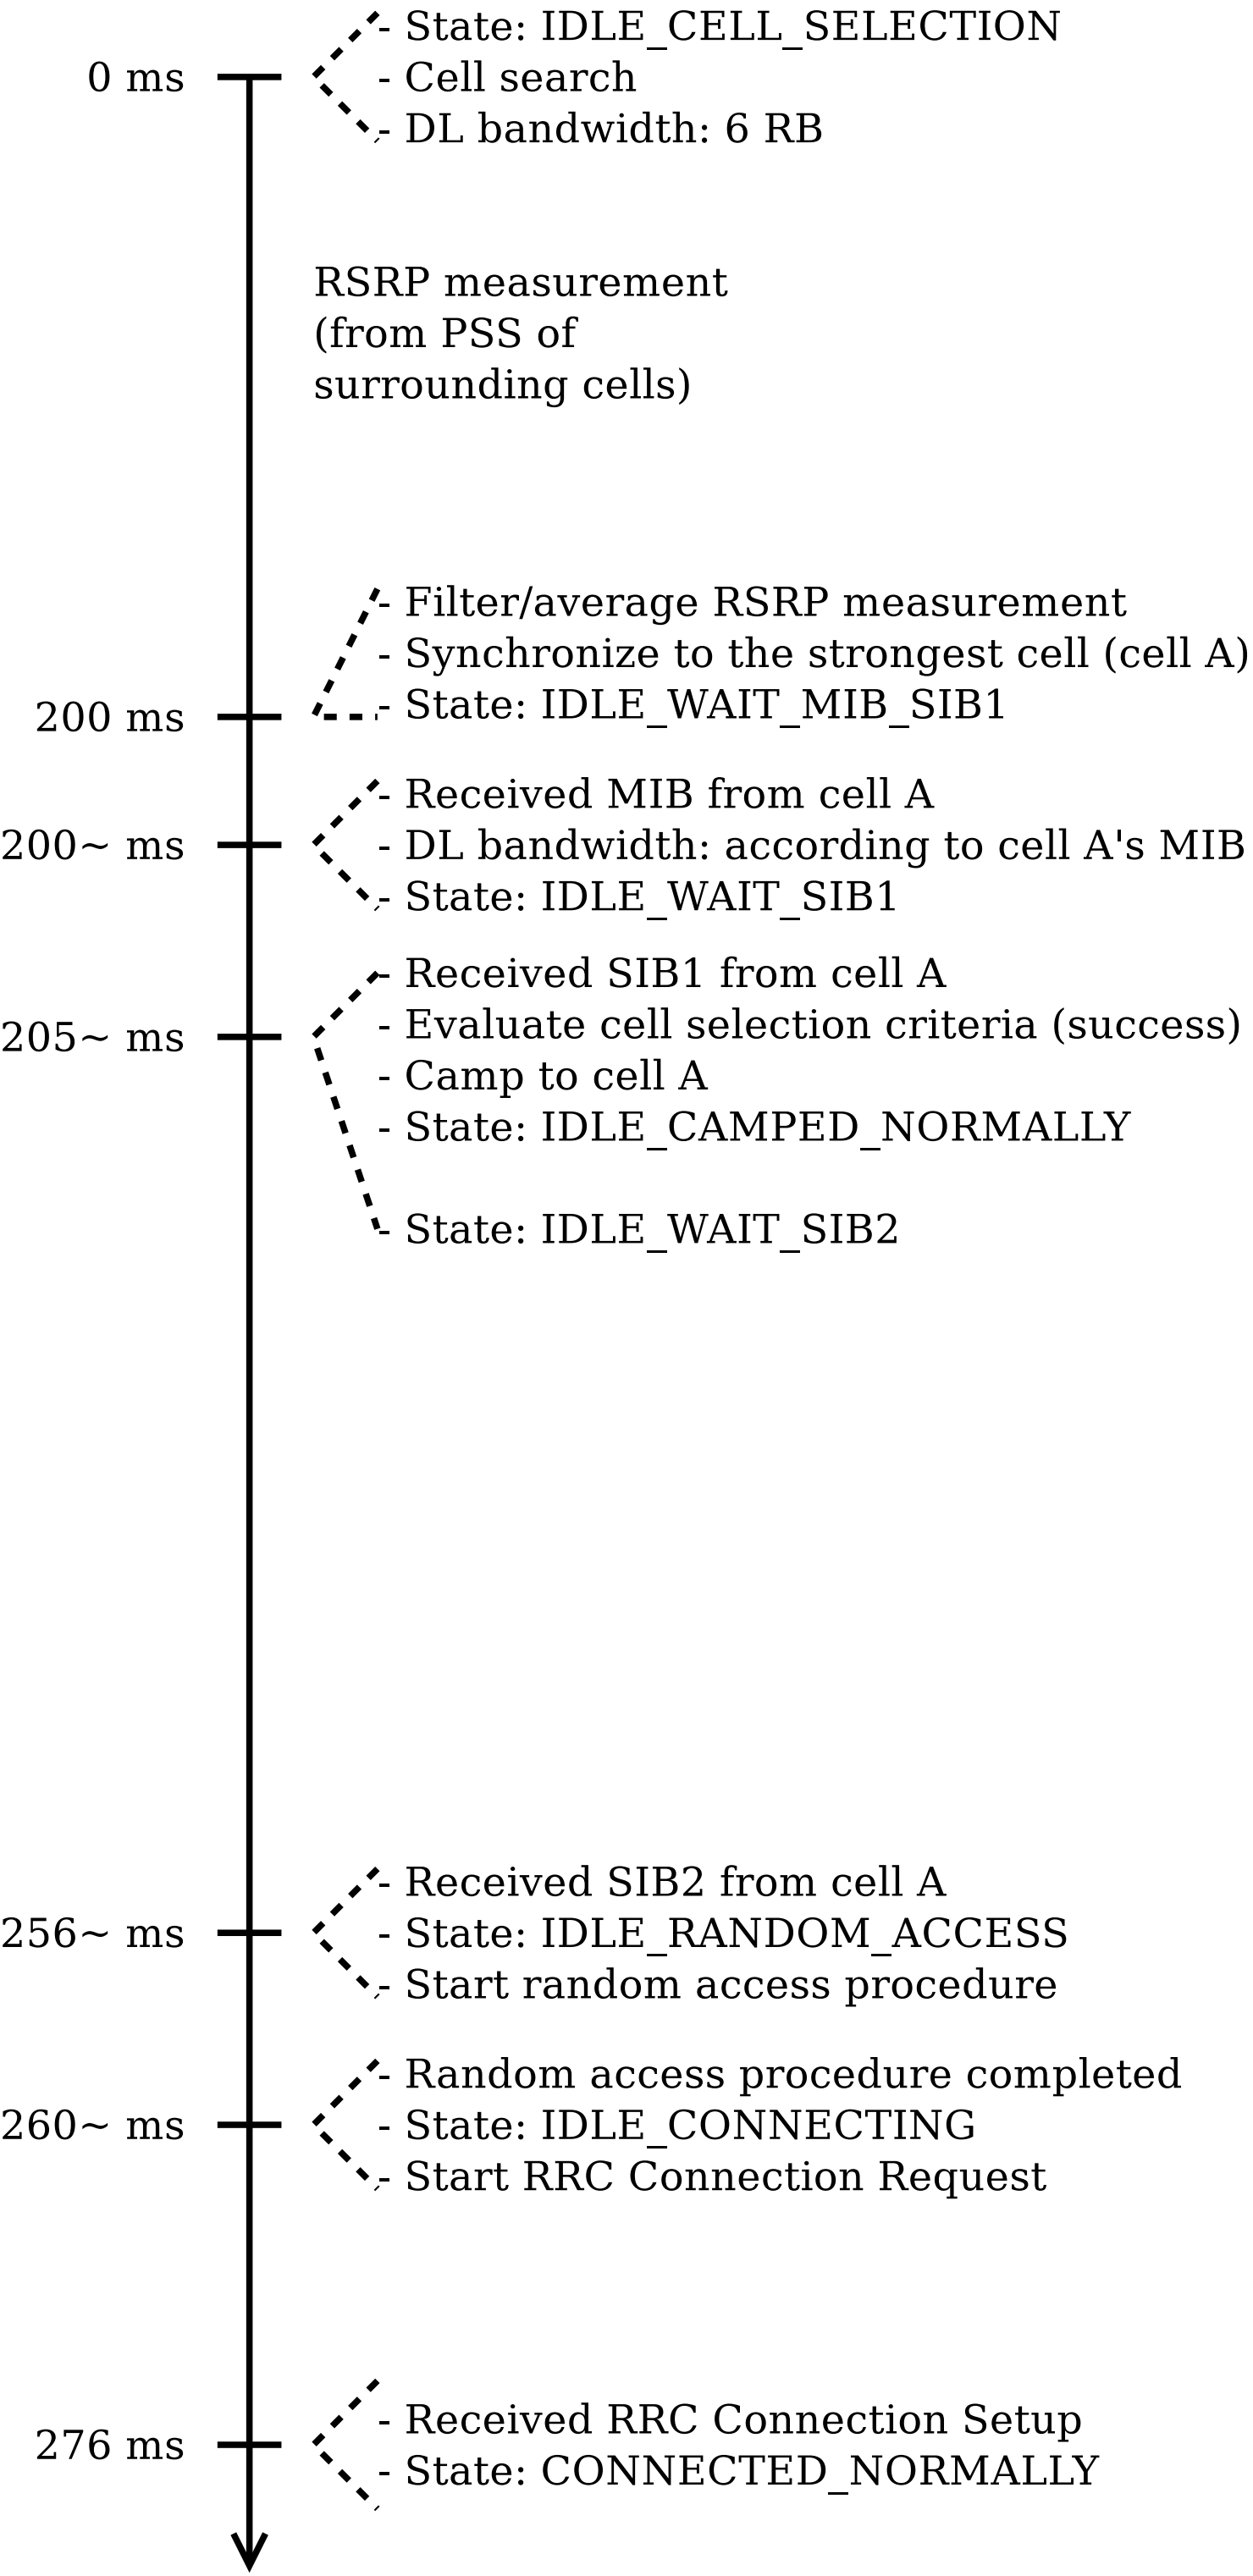 - State: IDLE_CELL_SELECTION
0 ms
- Cell search
- DL bandwidth: 6 RB
RSRP measurement
(from PSS of
surrounding cells)
- Filter/average RSRP measurement
- Synchronize to the strongest cell (cell A)
- State: IDLE_WAIT_MIB_SIB1
200 ms
- Received MIB from cell A
200~ ms
- DL bandwidth: according to cell A's MIB
- State: IDLE_WAIT_SIB1
- Received SIB1 from cell A
205~ ms
- Evaluate cell selection criteria (success)
- Camp to cell A
- State: IDLE_CAMPED_NORMALLY
- State: IDLE_WAIT_SIB2
- Received SIB2 from cell A
256~ ms
- State: IDLE_RANDOM_ACCESS
- Start random access procedure
- Random access procedure completed
260~ ms
- State: IDLE_CONNECTING
- Start RRC Connection Request
- Received RRC Connection Setup
276 ms
- State: CONNECTED_NORMALLY